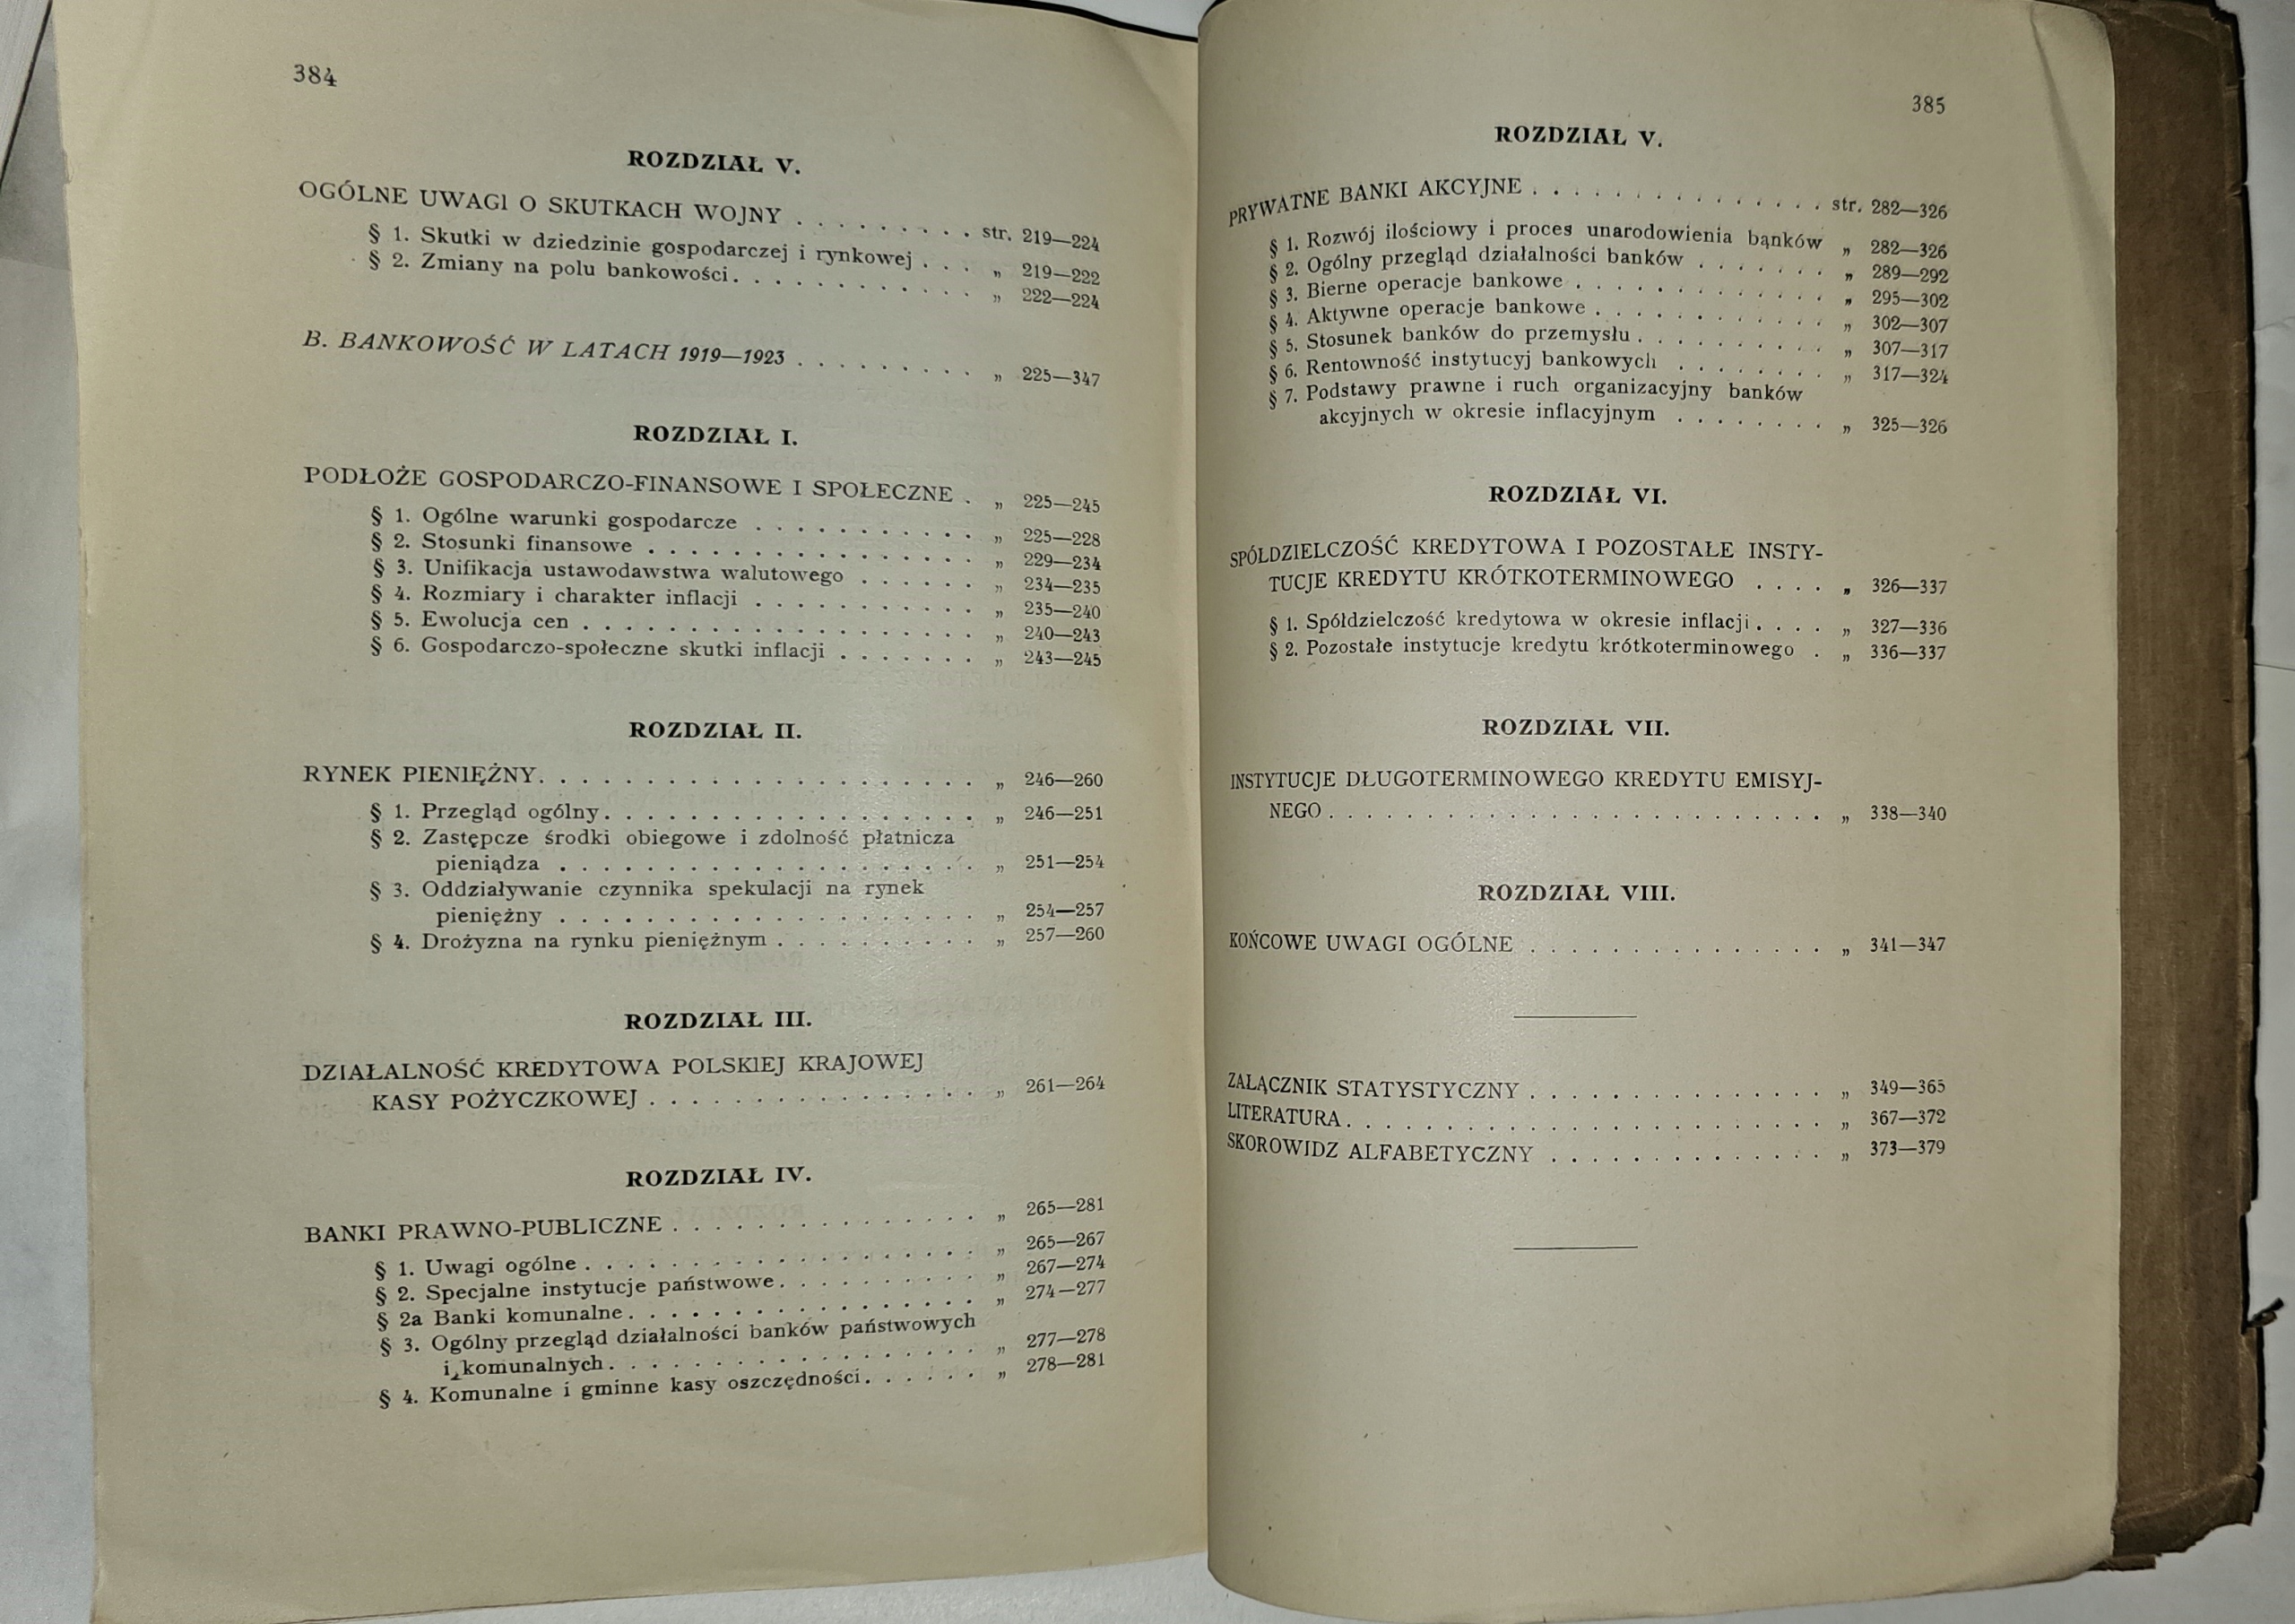 384
ROZDZIAŁ V.
OGÓLNE UWAGI O SKUTKACH WOJNY . . . . . . . . . str. 219—224
§ 1. Skutki w dziedzinie gospodarczej i rynkowej . . . „ 219—222
§ 2. Zmiany na polu bankowości . . . . . . . . . . . . „ 222—224
B. BANKOWOŚĆ W LATACH 1919—1923 . . . . . . . . . „ 225—347
ROZDZIAŁ I.
PODŁOŻE GOSPODARCZO-FINANSOWE I SPOŁECZNE . „ 225—245
§ 1. Ogólne warunki gospodarcze . . . . . . . . . . . „ 225—228
§ 2. Stosunki finansowe . . . . . . . . . . . . . . . . „ 229—234
§ 3. Unifikacja ustawodawstwa walutowego . . . . . . „ 234—235
§ 4. Rozmiary i charakter inflacji . . . . . . . . . . . „ 235—240
§ 5. Ewolucja cen . . . . . . . . . . . . . . . . . . . „ 240—243
§ 6. Gospodarczo-społeczne skutki inflacji . . . . . . . „ 243—245
ROZDZIAŁ II.
RYNEK PIENIĘŻNY . . . . . . . . . . . . . . . . . . . . . „ 246—260
§ 1. Przegląd ogólny . . . . . . . . . . . . . . . . . . „ 246—251
§ 2. Zastępcze środki obiegowe i zdolność płatnicza
pieniądza . . . . . . . . . . . . . . . . . . . . „ 251—254
§ 3. Oddziaływanie czynnika spekulacji na rynek
pieniężny . . . . . . . . . . . . . . . . . . . . „ 254—257
§ 4. Drożyzna na rynku pieniężnym . . . . . . . . . . „ 257—260
ROZDZIAŁ III.
DZIAŁALNOŚĆ KREDYTOWA POLSKIEJ KRAJOWEJ
KASY POŻYCZKOWEJ . . . . . . . . . . . . . . . . „ 261—264
ROZDZIAŁ IV.
BANKI PRAWNO-PUBLICZNE . . . . . . . . . . . . . . . „ 265—281
§ 1. Uwagi ogólne . . . . . . . . . . . . . . . . . . . „ 265—267
§ 2. Specjalne instytucje państwowe . . . . . . . . . . „ 267—274
§ 2a Banki komunalne . . . . . . . . . . . . . . . . . „ 274—277
§ 3. Ogólny przegląd działalności banków państwowych
i komunalnych . . . . . . . . . . . . . . . . . . „ 277—278
§ 4. Komunalne i gminne kasy oszczędności . . . . . . „ 278—281
385
ROZDZIAŁ V.
PRYWATNE BANKI AKCYJNE . . . . . . . . . . . . . . . str. 282—326
§ 1. Rozwój ilościowy i proces unarodowienia banków „ 282—326
§ 2. Ogólny przegląd działalności banków . . . . . . . „ 289—292
§ 3. Bierne operacje bankowe . . . . . . . . . . . . . „ 295—302
§ 4. Aktywne operacje bankowe . . . . . . . . . . . . „ 302—307
§ 5. Stosunek banków do przemysłu . . . . . . . . . . „ 307—317
§ 6. Rentowność instytucyj bankowych . . . . . . . . „ 317—324
§ 7. Podstawy prawne i ruch organizacyjny banków
akcyjnych w okresie inflacyjnym . . . . . . . . „ 325—326
ROZDZIAŁ VI.
SPÓŁDZIELCZOŚĆ KREDYTOWA I POZOSTAŁE INSTY-
TUCJE KREDYTU KRÓTKOTERMINOWEGO . . . . „ 326—337
§ 1. Spółdzielczość kredytowa w okresie inflacji . . . . „ 327—336
§ 2. Pozostałe instytucje kredytu krótkoterminowego . „ 336—337
ROZDZIAŁ VII.
INSTYTUCJE DŁUGOTERMINOWEGO KREDYTU EMISYJ-
NEGO . . . . . . . . . . . . . . . . . . . . . . . . . „ 338—340
ROZDZIAŁ VIII.
KOŃCOWE UWAGI OGÓLNE . . . . . . . . . . . . . . . „ 341—347
ZAŁĄCZNIK STATYSTYCZNY . . . . . . . . . . . . . . . „ 349—365
LITERATURA . . . . . . . . . . . . . . . . . . . . . . . . „ 367—372
SKOROWIDZ ALFABETYCZNY . . . . . . . . . . . . . . „ 373—379